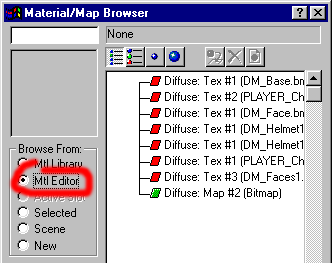 Material/Map Browser
None
Diffuse: Tex #1 (DM_Base.bn
Diffuse: Tex #2 (PLAYER_Ch
Diffuse: Tex #1 (DM_Face.bn
Diffuse: Tex #1 (DM_Helmet1
Diffuse: Tex #1 (DM_Helmet1
Diffuse: Tex #1 (PLAYER_Ch
Diffuse: Tex #3 (DM_Faces1.
Diffuse: Map #2 (Bitmap)
Browse From:
Mtl Library
Mtl Editor
Active Slot
Selected
Scene
New